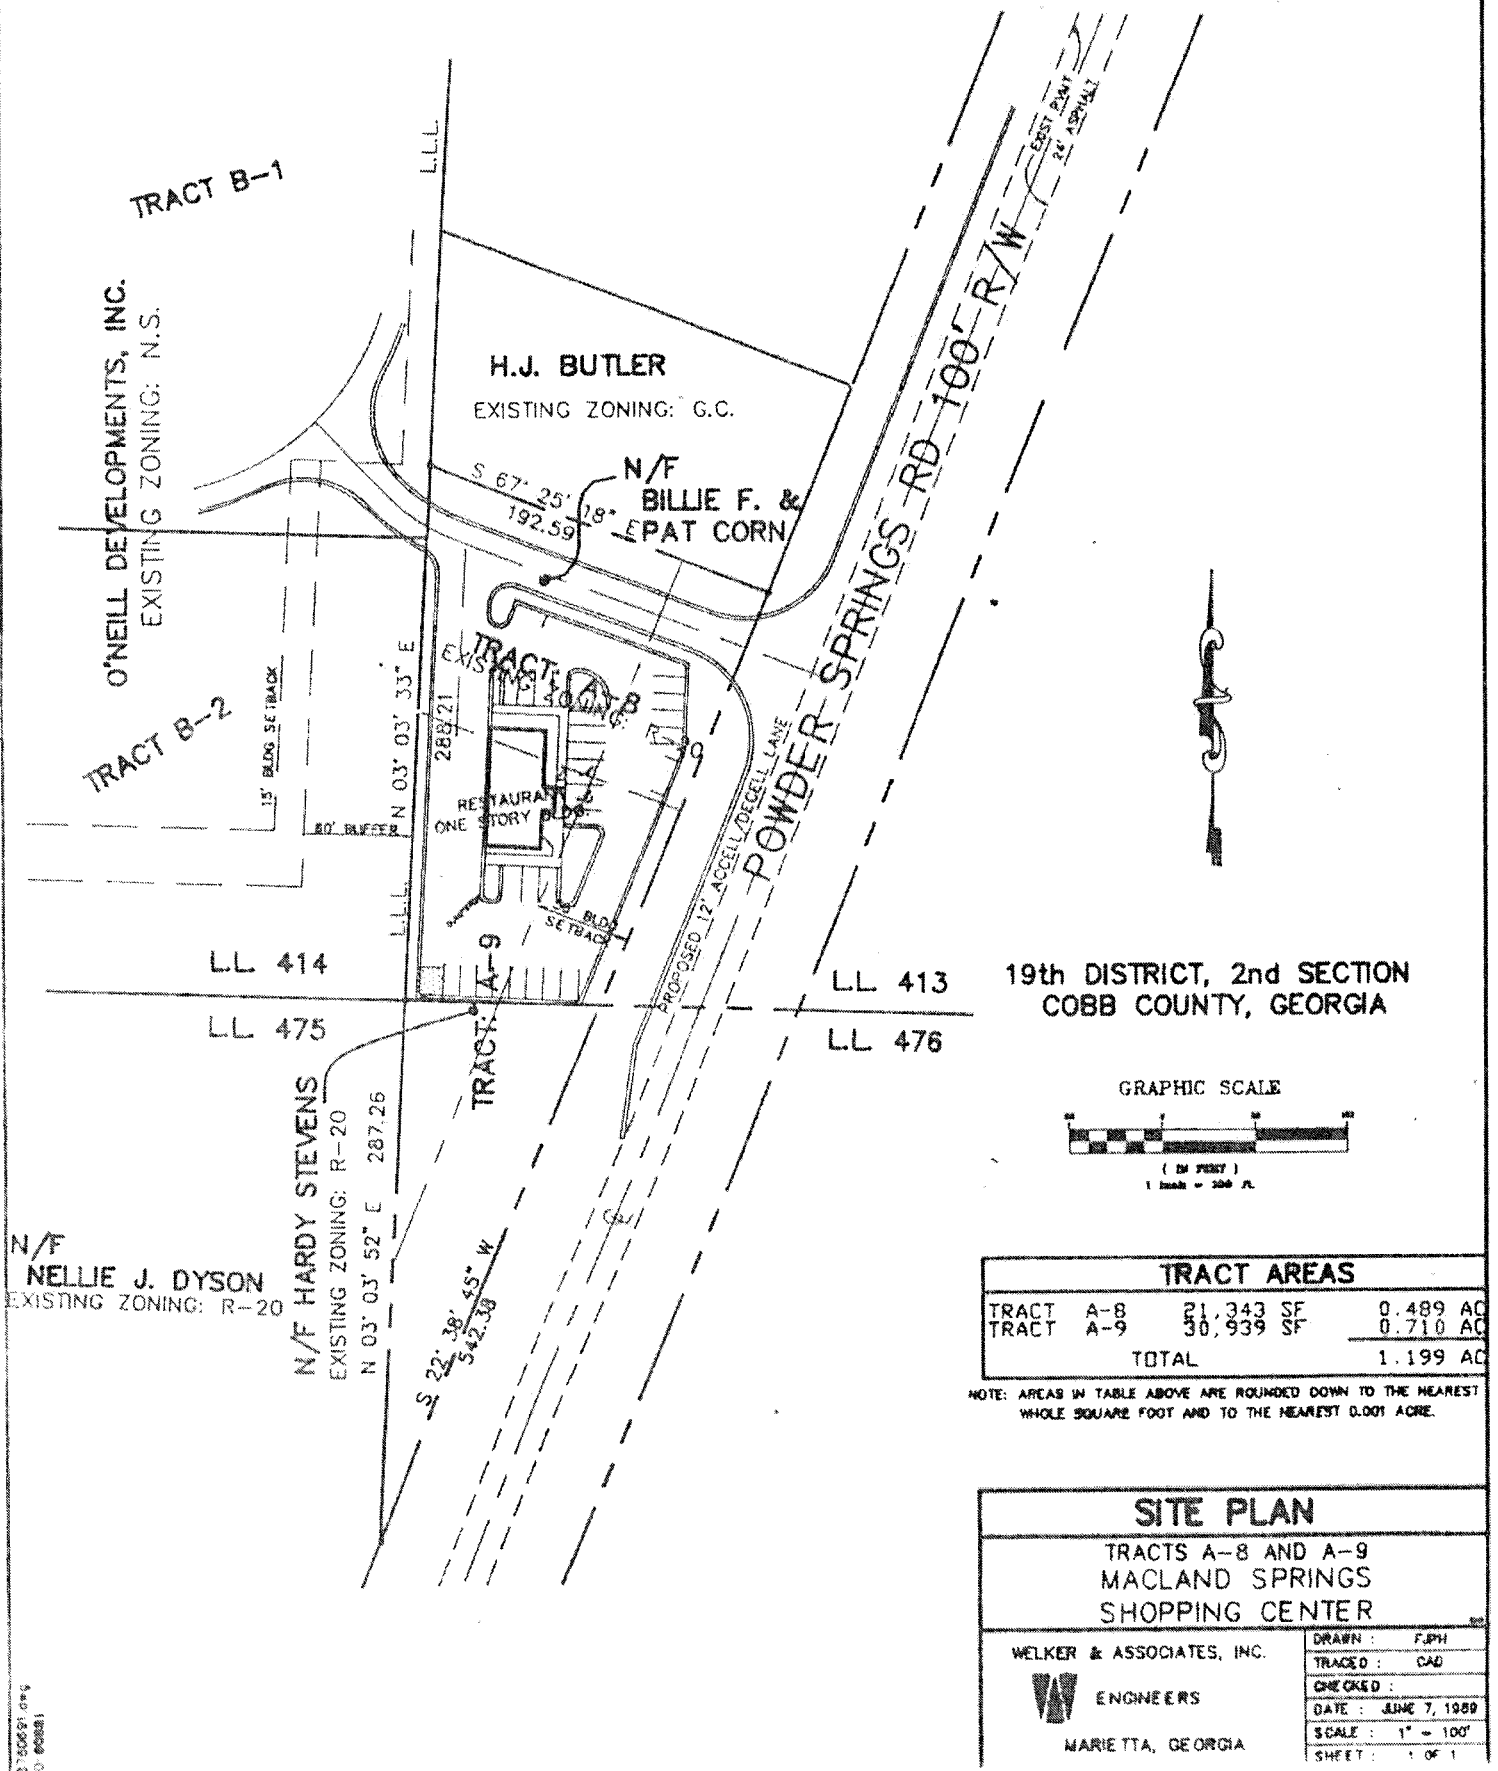 TRACT B-1
L.L.L.
O'NEILL DEVELOPMENTS, INC.
EXISTING ZONING: N.S.
H.J. BUTLER
EXISTING ZONING: G.C.
N/F
BILLIE F. &
PAT CORN
S 67° 25' 18" E
192.59
EXIST PVMT
24' ASPHALT
POWDER SPRINGS RD 100' R/W
TRACT B-2
15' BLDG SETBACK
N 03° 03' 33" E
288.21
TRACT: A-8
EXISTING ZONING:
RESTAURANT
ONE STORY BLDG.
BUFFER
L.L.L.
BLDG
SETBACK
PROPOSED 12' ACCELL/DECELL LANE
L.L. 414
L.L. 413
L.L. 475
L.L. 476
TRACT: A-9
19th DISTRICT, 2nd SECTION
COBB COUNTY, GEORGIA
GRAPHIC SCALE
( IN FEET )
N/F HARDY STEVENS
EXISTING ZONING: R-20
N 03° 03' 52" E 287.26
N/F
NELLIE J. DYSON
EXISTING ZONING: R-20
S 22° 38' 45" W
542.38
TRACT AREAS
TRACT A-8 21,343 SF 0.489 AC
TRACT A-9 30,939 SF 0.710 AC
TOTAL 1.199 AC
NOTE: AREAS IN TABLE ABOVE ARE ROUNDED DOWN TO THE NEAREST
WHOLE SQUARE FOOT AND TO THE NEAREST 0.001 ACRE.
SITE PLAN
TRACTS A-8 AND A-9
MACLAND SPRINGS
SHOPPING CENTER
WELKER & ASSOCIATES, INC.
ENGINEERS
MARIETTA, GEORGIA
DRAWN : FJPH
TRACED : CAD
CHECKED :
DATE : JUNE 7, 1989
SCALE : 1" = 100'
SHEET : 1 OF 1